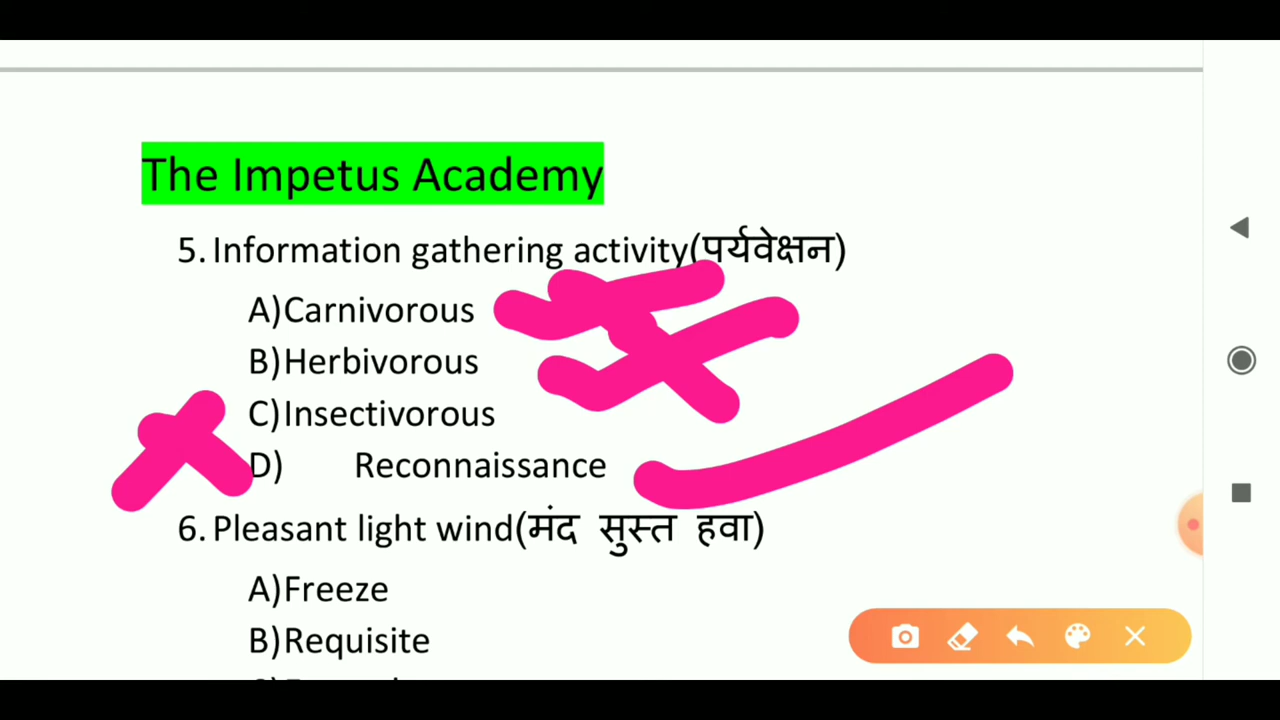 The Impetus Academy
5. Information gathering activity(पर्यवेक्षन)
A)Carnivorous
B)Herbivorous
C)Insectivorous
D) Reconnaissance
6. Pleasant light wind(मंद सुस्त हवा)
A)Freeze
B)Requisite